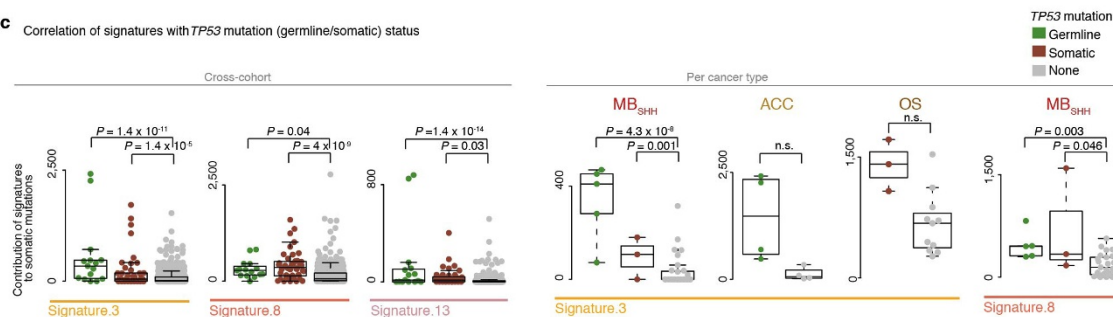 c Correlation of signatures with TP53 mutation (germline/somatic) status
TP53 mutation
Germline
Somatic
None
Cross-cohort
Per cancer type
MBSHH
ACC
OS
MBSHH
P = 1.4 x 10-11
P = 1.4 x 10-5
P = 0.04
P = 4 x 10-9
P =1.4 x 10-14
P = 0.03
P = 4.3 x 10-8
P = 0.001
n.s.
n.s.
P = 0.003
P = 0.046
Contribution of signatures
to somatic mutations
2,500
0
2,500
0
800
0
400
0
2,500
0
1,500
0
1,500
0
Signature.3
Signature.8
Signature.13
Signature.3
Signature.8